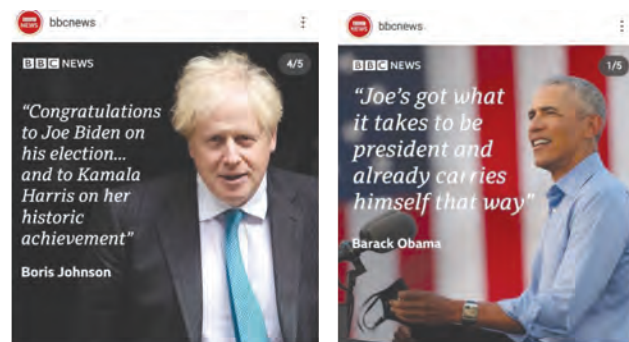 bbcnews
BBC NEWS
4/5
“Congratulations
to Joe Biden on
his election...
and to Kamala
Harris on her
historic
achievement”
Boris Johnson
bbcnews
BBC NEWS
1/5
“Joe’s got what
it takes to be
president and
already carries
himself that way”
Barack Obama